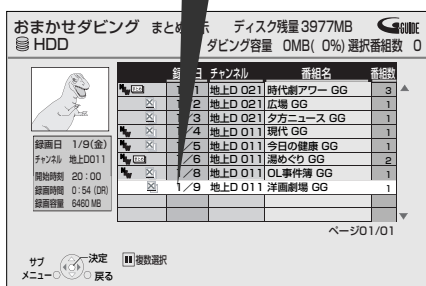 おまかせダビング まとめ 示 ディスク残量 3977MB GGUIDE
HDD ダビング容量 0MB( 0%) 選択番組数 0
録 日 チャンネル 番組名 番組数
1/1 地上D 021 時代劇アワー GG 3
1/2 地上D 021 広場 GG 1
1/3 地上D 021 夕方ニュース GG 1
1/4 地上D 011 現代 GG 1
1/5 地上D 011 今日の健康 GG 1
1/6 地上D 011 湯めぐり GG 2
1/8 地上D 011 OL事件簿 GG 1
1/9 地上D 011 洋画劇場 GG 1
録画日 1/9(金)
チャンネル 地上D011
開始時刻 20:00
録画時間 0:54 (DR)
録画容量 6460 MB
ページ01/01
サブメニュー 決定 戻る
複数選択